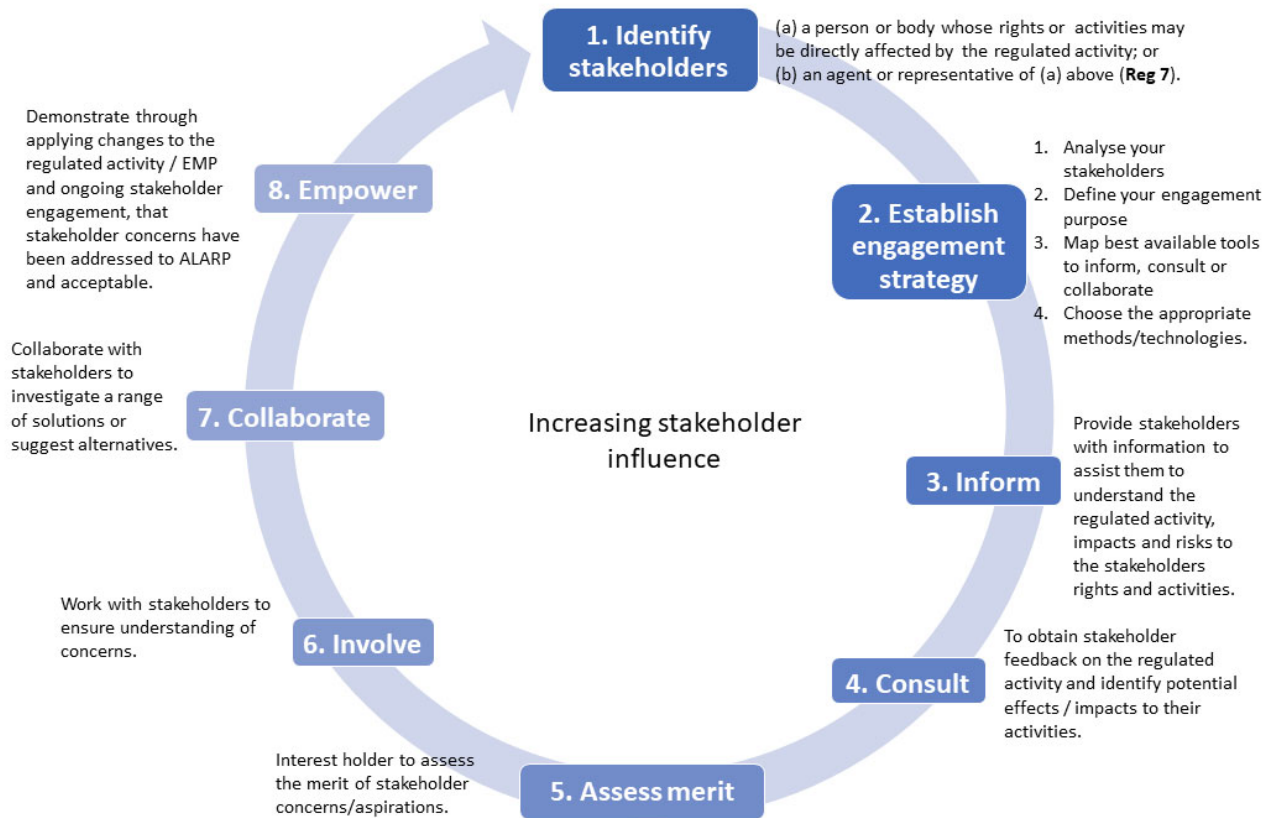 1. Identify
stakeholders
(a) a person or body whose rights or activities may
be directly affected by the regulated activity; or
(b) an agent or representative of (a) above (Reg 7).
2. Establish
engagement
strategy
1. Analyse your
stakeholders
2. Define your engagement
purpose
3. Map best available tools
to inform, consult or
collaborate
4. Choose the appropriate
methods/technologies.
3. Inform
Provide stakeholders
with information to
assist them to
understand the
regulated activity,
impacts and risks to
the stakeholders
rights and activities.
4. Consult
To obtain stakeholder
feedback on the regulated
activity and identify potential
effects / impacts to their
activities.
5. Assess merit
Interest holder to assess
the merit of stakeholder
concerns/aspirations.
6. Involve
Work with stakeholders to
ensure understanding of
concerns.
7. Collaborate
Collaborate with
stakeholders to
investigate a range
of solutions or
suggest alternatives.
8. Empower
Demonstrate through
applying changes to the
regulated activity / EMP
and ongoing stakeholder
engagement, that
stakeholder concerns have
been addressed to ALARP
and acceptable.
Increasing stakeholder
influence